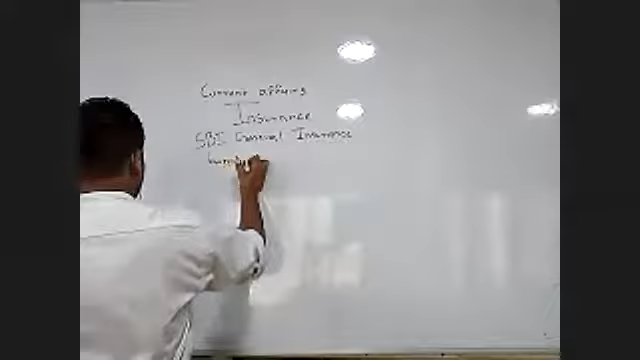 Current affairs
Insurance
SBI General Insurance